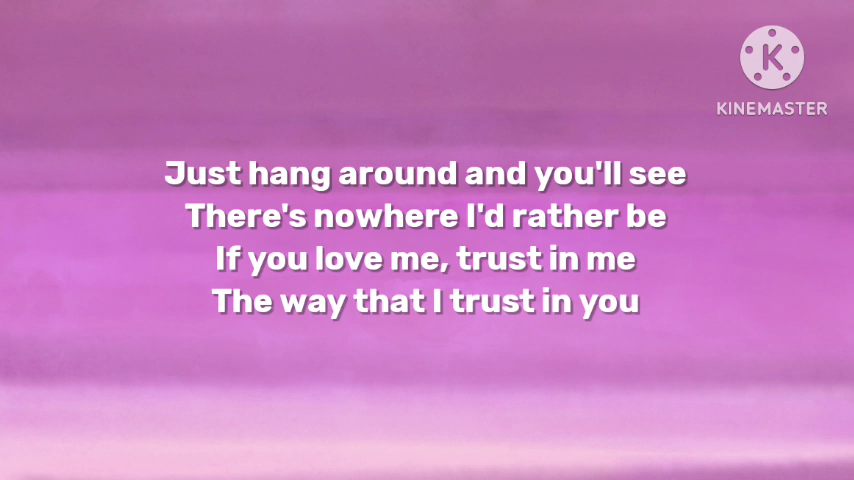 KINEMASTER
Just hang around and you'll see
There's nowhere I'd rather be
If you love me, trust in me
The way that I trust in you